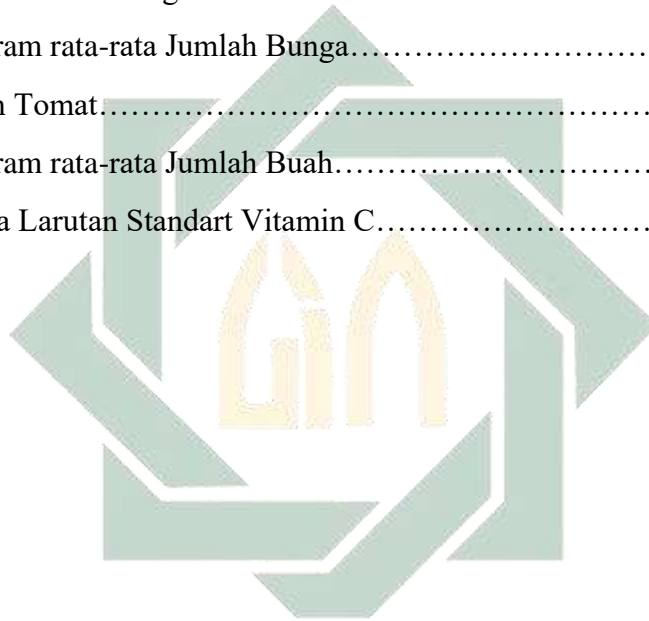 ram rata-rata Jumlah Bunga……………………………
n Tomat……………………………………………………
ram rata-rata Jumlah Buah………………………………
a Larutan Standart Vitamin C…………………………